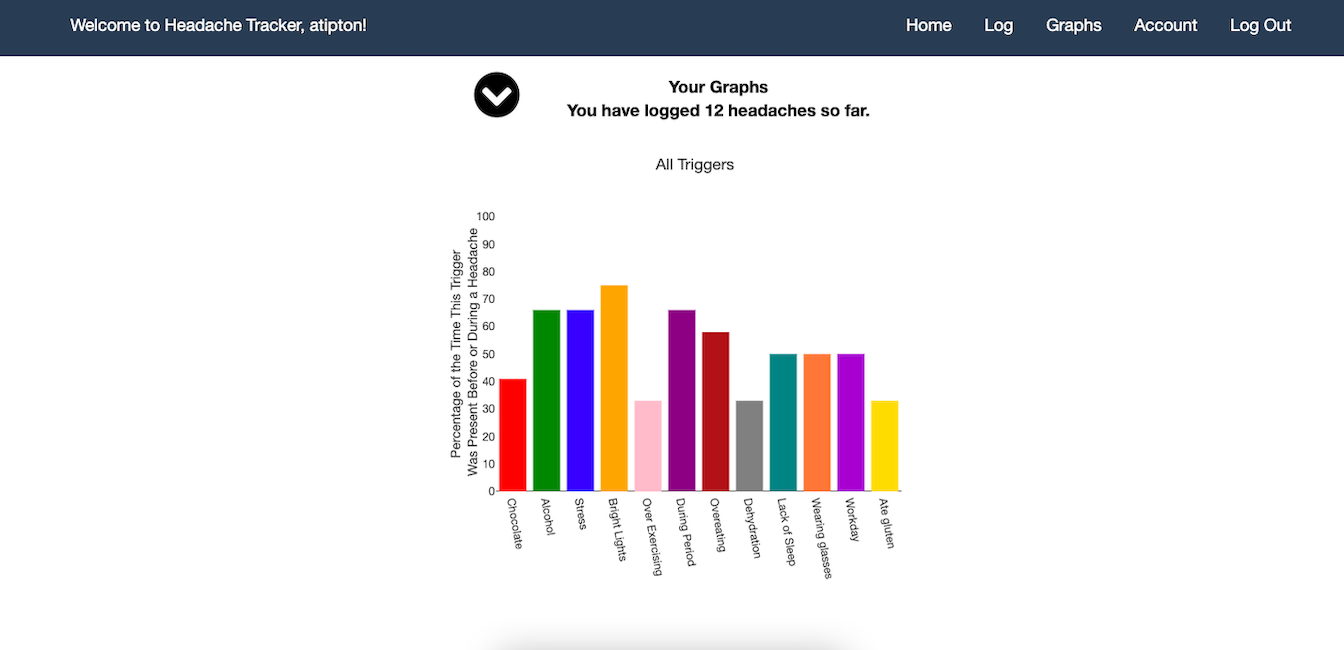 Welcome to Headache Tracker, atipton!
Home
Log
Graphs
Account
Log Out
Your Graphs
You have logged 12 headaches so far.
All Triggers
Percentage of the Time This Trigger
Was Present Before or During a Headache
100
90
80
70
60
50
40
30
20
10
0
Chocolate
Alcohol
Stress
Bright Lights
Over Exercising
During Period
Overeating
Dehydration
Lack of Sleep
Wearing glasses
Workday
Ate gluten